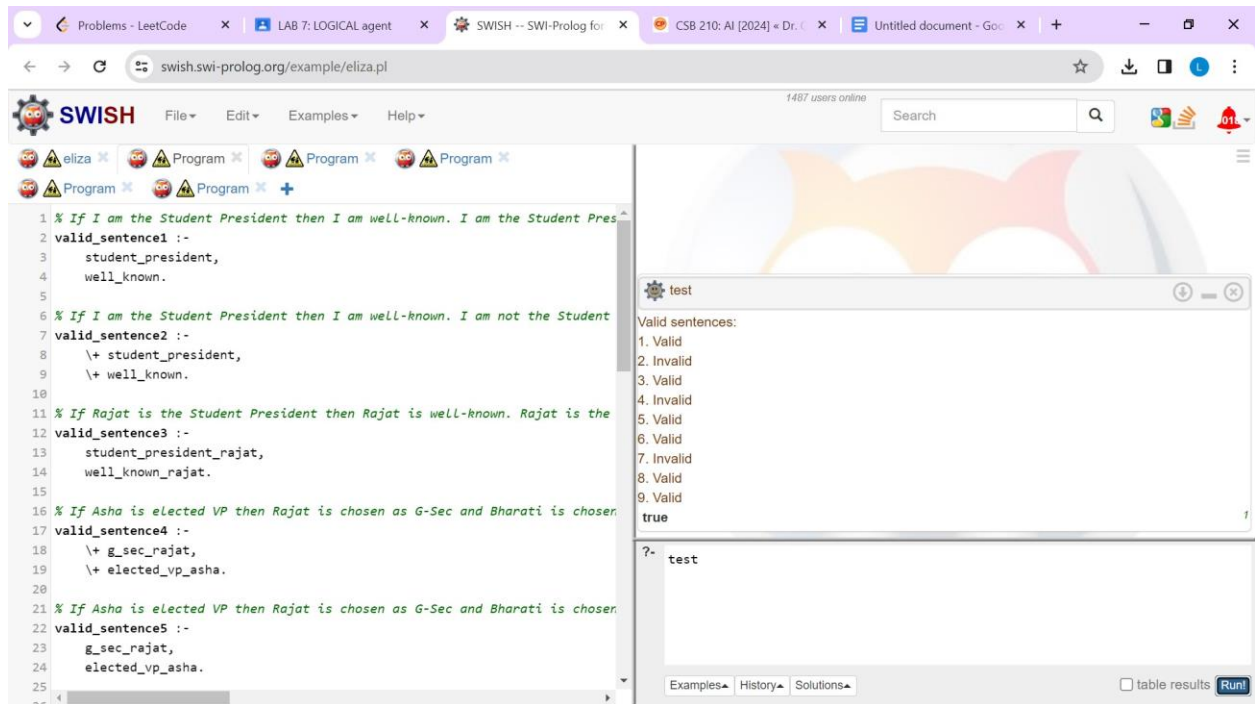 Problems - LeetCode
LAB 7: LOGICAL agent
SWISH -- SWI-Prolog for
CSB 210: AI [2024] « Dr. (
Untitled document - Goo
swish.swi-prolog.org/example/eliza.pl
L
SWISH File Edit Examples Help
1487 users online
Search
eliza Program Program Program
Program Program
1 % If I am the Student President then I am well-known. I am the Student Pres
2 valid_sentence1 :-
3 student_president,
4 well_known.
5
6 % If I am the Student President then I am well-known. I am not the Student
7 valid_sentence2 :-
8 \+ student_president,
9 \+ well_known.
10
11 % If Rajat is the Student President then Rajat is well-known. Rajat is the
12 valid_sentence3 :-
13 student_president_rajat,
14 well_known_rajat.
15
16 % If Asha is elected VP then Rajat is chosen as G-Sec and Bharati is chosen
17 valid_sentence4 :-
18 \+ g_sec_rajat,
19 \+ elected_vp_asha.
20
21 % If Asha is elected VP then Rajat is chosen as G-Sec and Bharati is chosen
22 valid_sentence5 :-
23 g_sec_rajat,
24 elected_vp_asha.
25
test
Valid sentences:
1. Valid
2. Invalid
3. Valid
4. Invalid
5. Valid
6. Valid
7. Invalid
8. Valid
9. Valid
true
1
?- test
Examples History Solutions
table results Run!